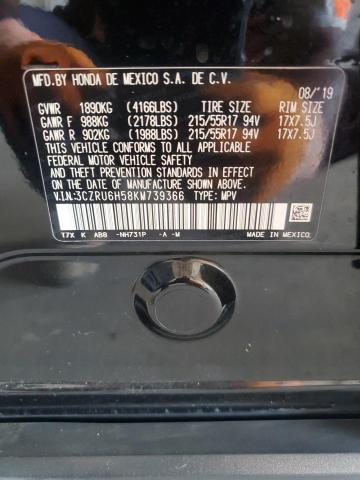 MFD.BY HONDA DE MEXICO S.A. DE C.V.
08/'19
GVWR 1890KG (4166LBS) TIRE SIZE RIM SIZE
GAWR F 988KG (2178LBS) 215/55R17 94V 17X7.5J
GAWR R 902KG (1988LBS) 215/55R17 94V 17X7.5J
THIS VEHICLE CONFORMS TO ALL APPLICABLE
FEDERAL MOTOR VEHICLE SAFETY AND
THEFT PREVENTION STANDARDS IN EFFECT ON
THE DATE OF MANUFACTURE SHOWN ABOVE.
V.I.N:3CZRU6H58KM739366 TYPE: MPV
T7X K ABB -NH731P -A -M MADE IN MEXICO